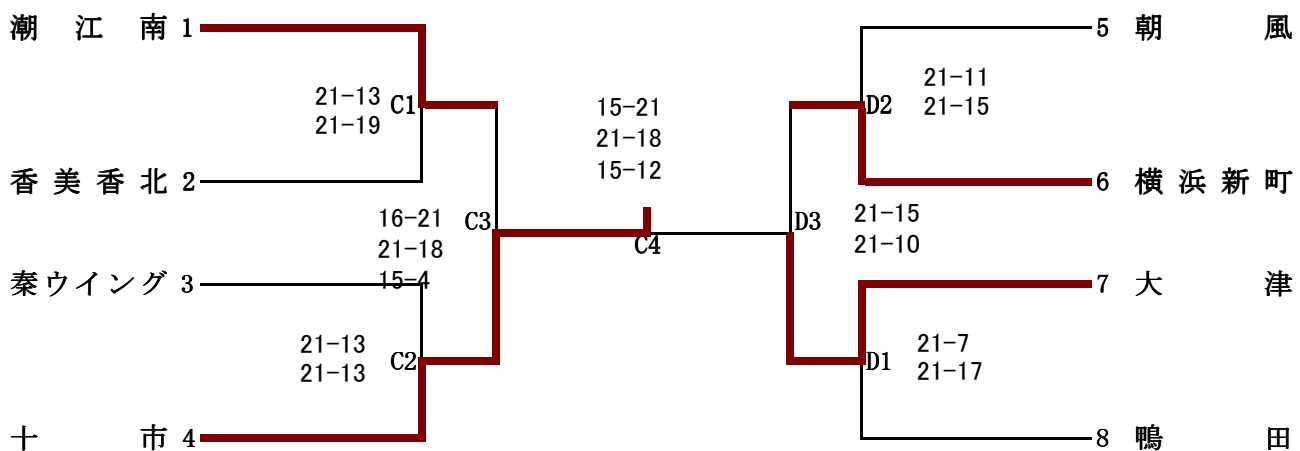 潮江南 1
5 朝風
21-13
21-19
C1
15-21
21-18
15-12
D2
21-11
21-15
香美香北 2
6 横浜新町
16-21
21-18
15-4
C3
C4
D3
21-15
21-10
秦ウイング 3
7 大津
21-13
21-13
C2
D1
21-7
21-17
十市 4
8 鴨田